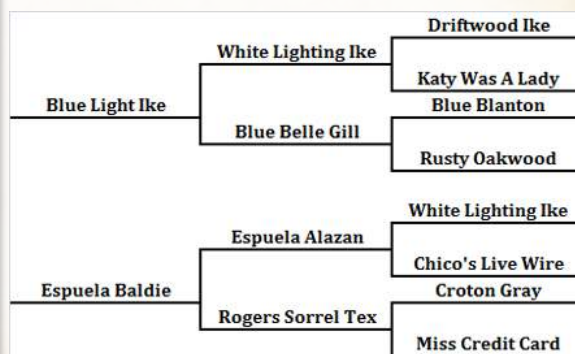 Driftwood Ike
White Lighting Ike
Katy Was A Lady
Blue Light Ike
Blue Blanton
Blue Belle Gill
Rusty Oakwood
White Lighting Ike
Espuela Alazan
Chico's Live Wire
Espuela Baldie
Croton Gray
Rogers Sorrel Tex
Miss Credit Card